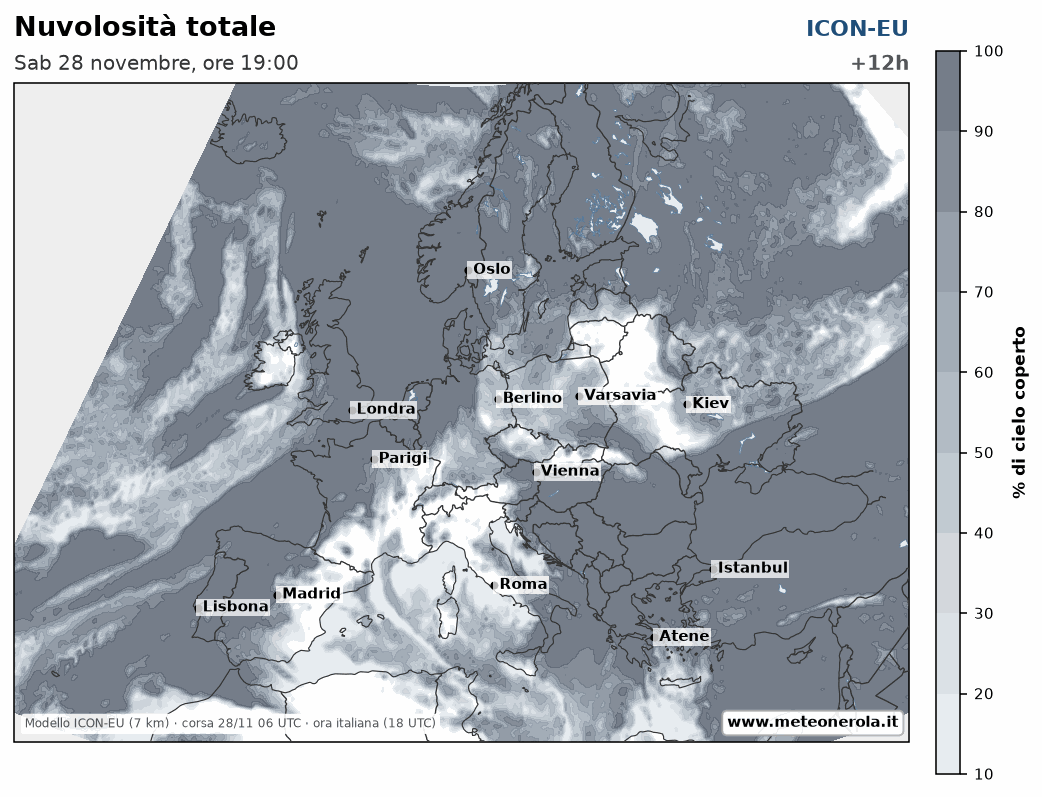 Nuvolosità totale
ICON-EU
Sab 28 novembre, ore 19:00
+12h
100
90
80
70
60
50
40
30
20
10
% di cielo coperto
Oslo
Berlino
Varsavia
Kiev
Londra
Parigi
Vienna
Istanbul
Roma
Madrid
Lisbona
Atene
Modello ICON-EU (7 km) · corsa 28/11 06 UTC · ora italiana (18 UTC)
www.meteonerola.it